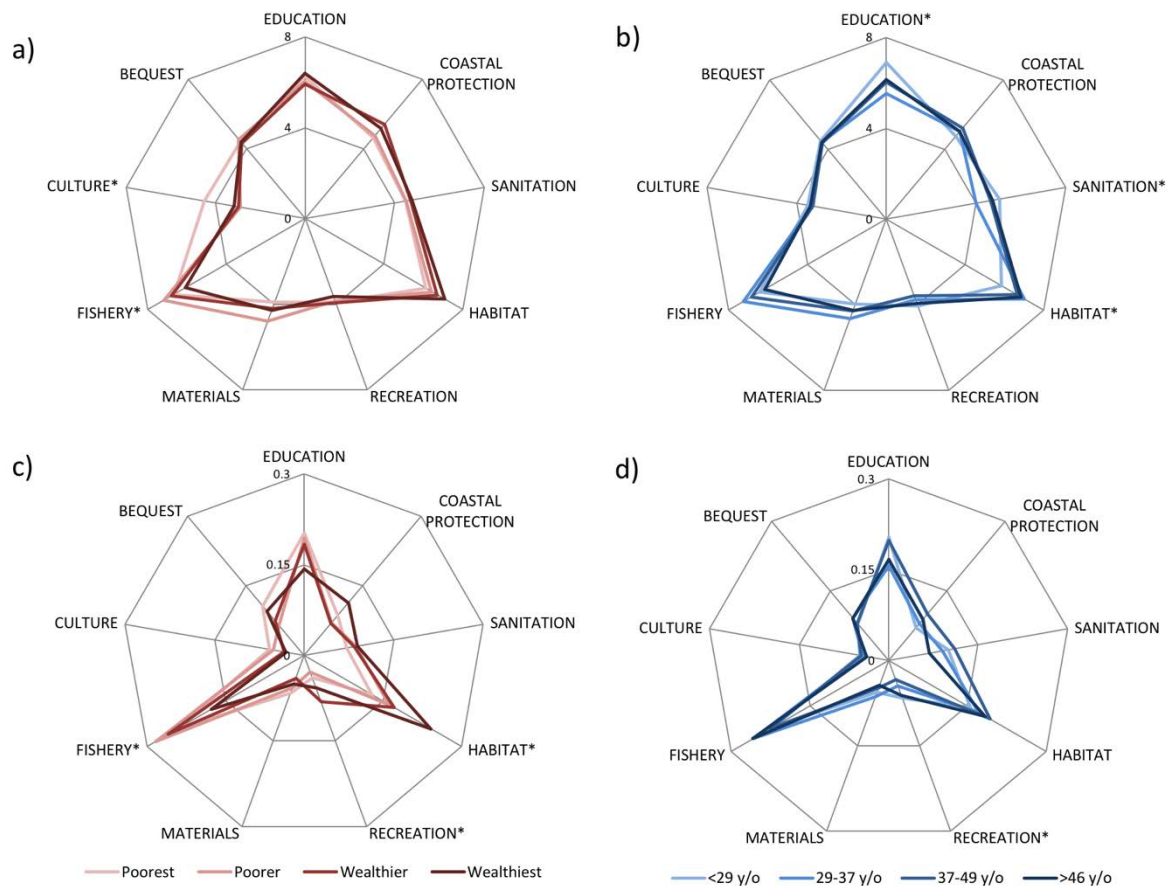 a)
EDUCATION
8
BEQUEST
COASTAL
PROTECTION
4
CULTURE*
SANITATION
0
FISHERY*
HABITAT
MATERIALS
RECREATION
b)
EDUCATION*
8
BEQUEST
COASTAL
PROTECTION
4
CULTURE
SANITATION*
0
FISHERY
HABITAT*
MATERIALS
RECREATION
c)
EDUCATION
0.3
BEQUEST
COASTAL
PROTECTION
0.15
CULTURE
SANITATION
0
FISHERY*
HABITAT*
MATERIALS
RECREATION*
Poorest Poorer Wealthier Wealthiest
d)
EDUCATION
0.3
BEQUEST
COASTAL
PROTECTION
0.15
CULTURE
SANITATION
0
FISHERY
HABITAT
MATERIALS
RECREATION*
<29 y/o 29-37 y/o 37-49 y/o >46 y/o